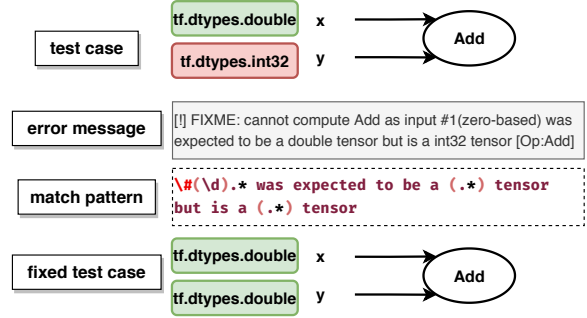 tf.dtypes.double x
test case
Add
tf.dtypes.int32 y
error message
[!] FIXME: cannot compute Add as input #1(zero-based) was
expected to be a double tensor but is a int32 tensor [Op:Add]
match pattern
\#(\d).* was expected to be a (.*) tensor
but is a (.*) tensor
tf.dtypes.double x
fixed test case
Add
tf.dtypes.double y